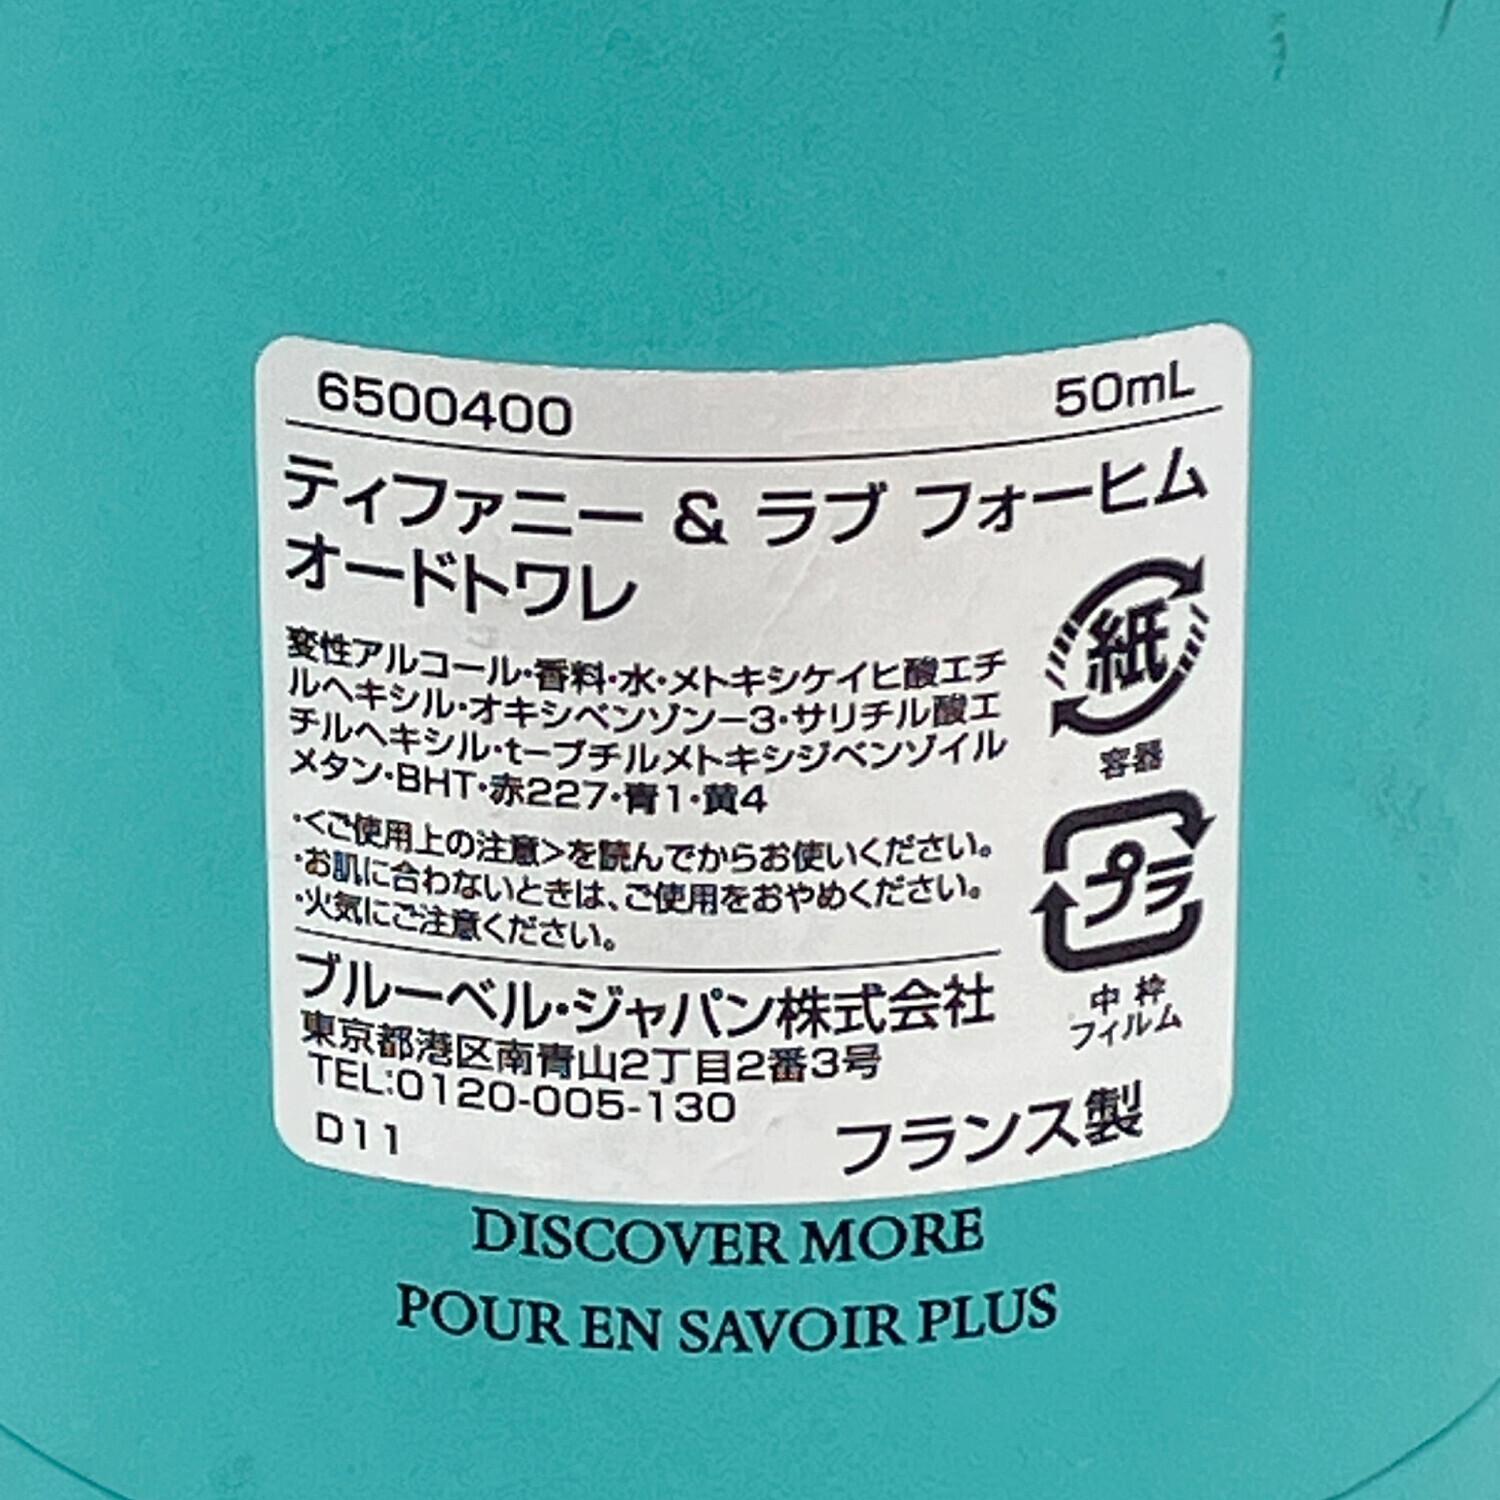 6500400 50mL
ティファニー & ラブ フォーヒム
オードトワレ
変性アルコール・香料・水・メトキシケイヒ酸エチ
ルヘキシル・オキシベンゾン−3・サリチル酸エ
チルヘキシル・t−ブチルメトキシジベンゾイル
メタン・BHT・赤227・青1・黄4
・<ご使用上の注意>を読んでからお使いください。
・お肌に合わないときは、ご使用をおやめください。
・火気にご注意ください。
紙
容器
プラ
中枠
フィルム
ブルーベル・ジャパン株式会社
東京都港区南青山2丁目2番3号
TEL:0120-005-130
D11 フランス製
DISCOVER MORE
POUR EN SAVOIR PLUS